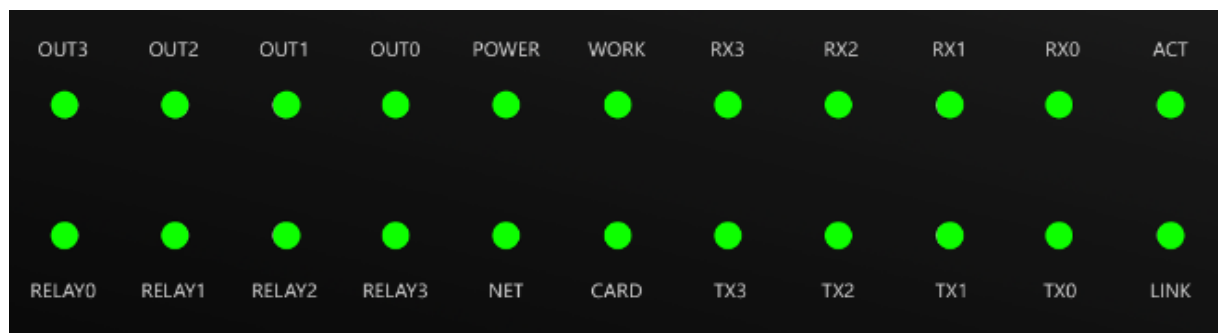 OUT3 OUT2 OUT1 OUT0 POWER WORK RX3 RX2 RX1 RX0 ACT
RELAY0 RELAY1 RELAY2 RELAY3 NET CARD TX3 TX2 TX1 TX0 LINK